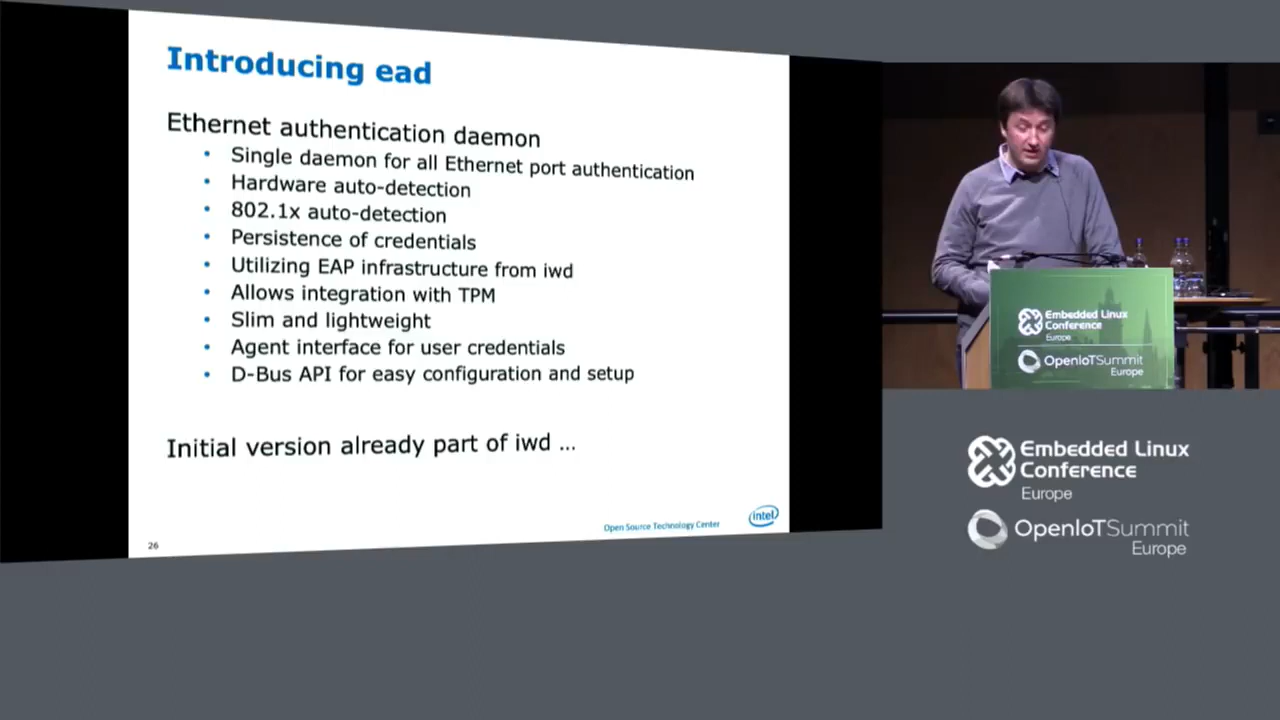 Introducing ead
Ethernet authentication daemon
• Single daemon for all Ethernet port authentication
• Hardware auto-detection
• 802.1x auto-detection
• Persistence of credentials
• Utilizing EAP infrastructure from iwd
• Allows integration with TPM
• Slim and lightweight
• Agent interface for user credentials
• D-Bus API for easy configuration and setup
Initial version already part of iwd ...
Open Source Technology Center
intel
26
Embedded Linux
Conference
Europe
OpenIoTSummit
Europe
Embedded Linux
Conference
Europe
OpenIoTSummit
Europe